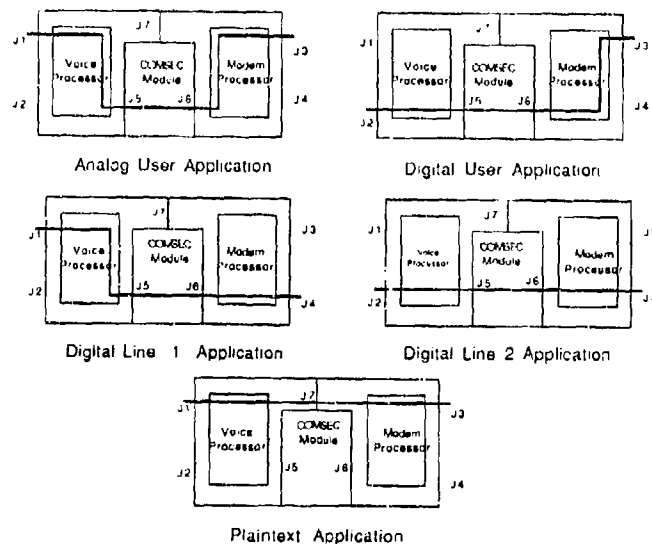 J7
J1
J3
Voice
Processor
COMSEC
Module
Modem
Processor
J2
J5
J6
J4
Analog User Application
J7
J1
J3
Voice
Processor
COMSEC
Module
Modem
Processor
J5
J6
J4
J2
Digital User Application
J7
J1
J3
Voice
Processor
COMSEC
Module
Modem
Processor
J2
J5
J6
J4
Digital Line 1 Application
J7
J1
Voice
Processor
COMSEC
Module
Modem
Processor
J2
J5
J6
Digital Line 2 Application
J1
J7
J3
Voice
Processor
COMSEC
Module
Modem
Processor
J2
J5
J6
J4
Plaintext Application